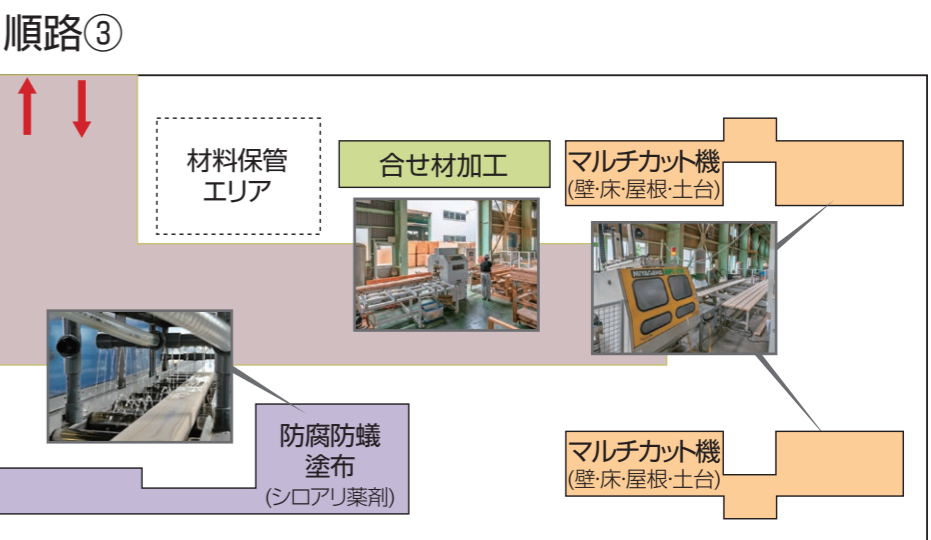 順路③
材料保管
エリア
合せ材加工
マルチカット機
(壁・床・屋根・土台)
MIYAGAWA
防腐防蟻
塗布
(シロアリ薬剤)
マルチカット機
(壁・床・屋根・土台)